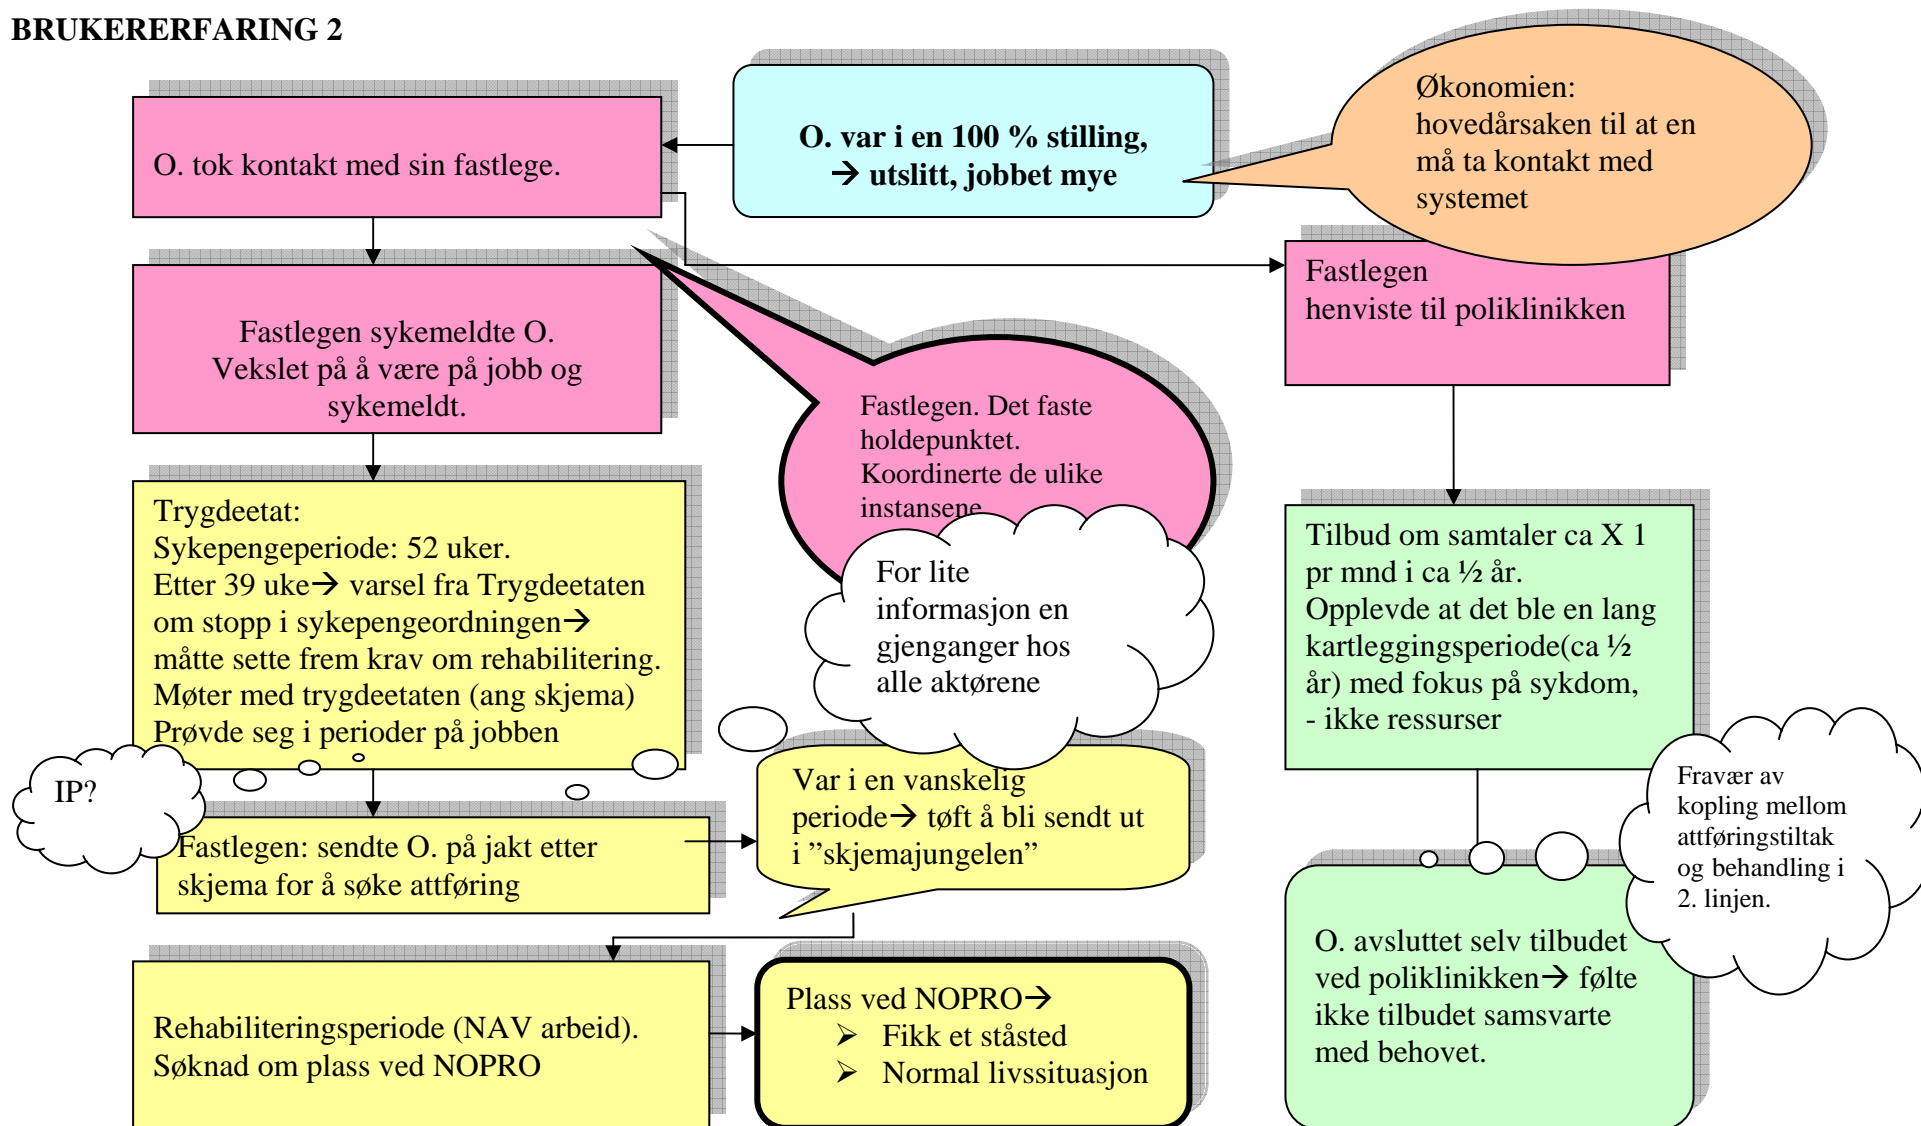 BRUKERERFARING 2
O. var i en 100 % stilling,
→ utslitt, jobbet mye
Økonomien:
hovedårsaken til at en
må ta kontakt med
systemet
O. tok kontakt med sin fastlege.
Fastlegen sykemeldte O.
Vekslet på å være på jobb og
sykemeldt.
Fastlegen
henviste til poliklinikken
Fastlegen. Det faste
holdepunktet.
Koordinerte de ulike
instansene
For lite
informasjon en
gjenganger hos
alle aktørene
Trygdeetat:
Sykepengeperiode: 52 uker.
Etter 39 uke→ varsel fra Trygdeetaten
om stopp i sykepengeordningen→
måtte sette frem krav om rehabilitering.
Møter med trygdeetaten (ang skjema)
Prøvde seg i perioder på jobben
Tilbud om samtaler ca X 1
pr mnd i ca ½ år.
Opplevde at det ble en lang
kartleggingsperiode(ca ½
år) med fokus på sykdom,
- ikke ressurser
IP?
Fastlegen: sendte O. på jakt etter
skjema for å søke attføring
Var i en vanskelig
periode→ tøft å bli sendt ut
i ”skjemajungelen”
Fravær av
kopling mellom
attføringstiltak
og behandling i
2. linjen.
Rehabiliteringsperiode (NAV arbeid).
Søknad om plass ved NOPRO
Plass ved NOPRO→
➢ Fikk et ståsted
➢ Normal livssituasjon
O. avsluttet selv tilbudet
ved poliklinikken→ følte
ikke tilbudet samsvarte
med behovet.